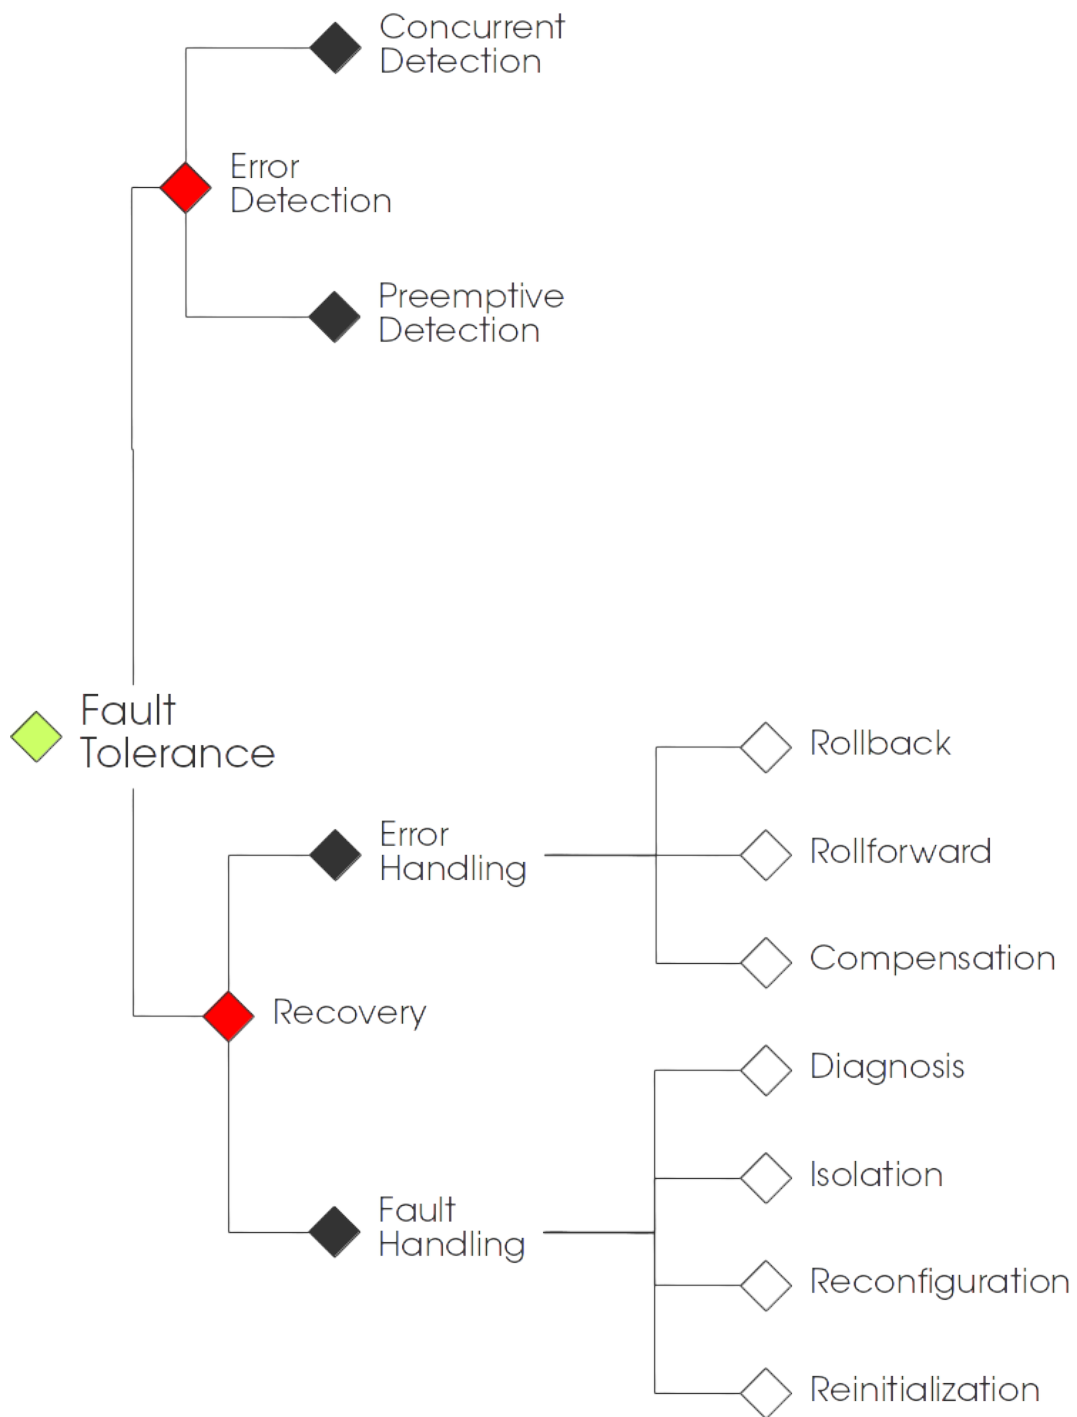 Concurrent
Detection
Error
Detection
Preemptive
Detection
Fault
Tolerance
Rollback
Error
Handling
Rollforward
Compensation
Recovery
Diagnosis
Isolation
Fault
Handling
Reconfiguration
Reinitialization